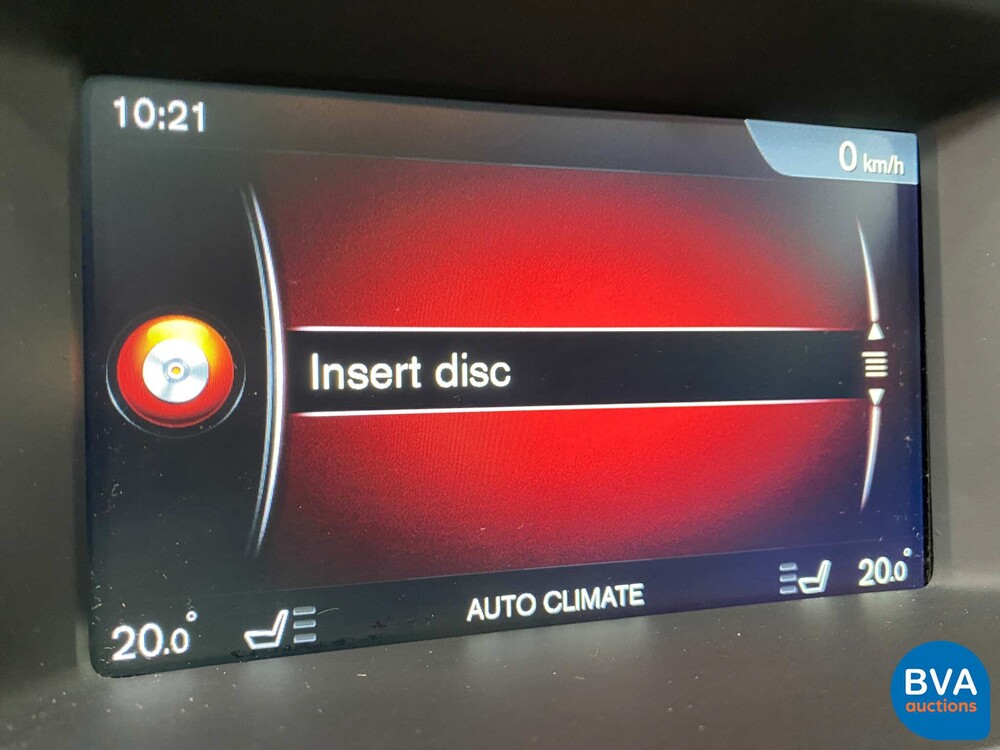 10:21
0 km/h
Insert disc
AUTO CLIMATE
20.0°
20.0°
BVA
auctions